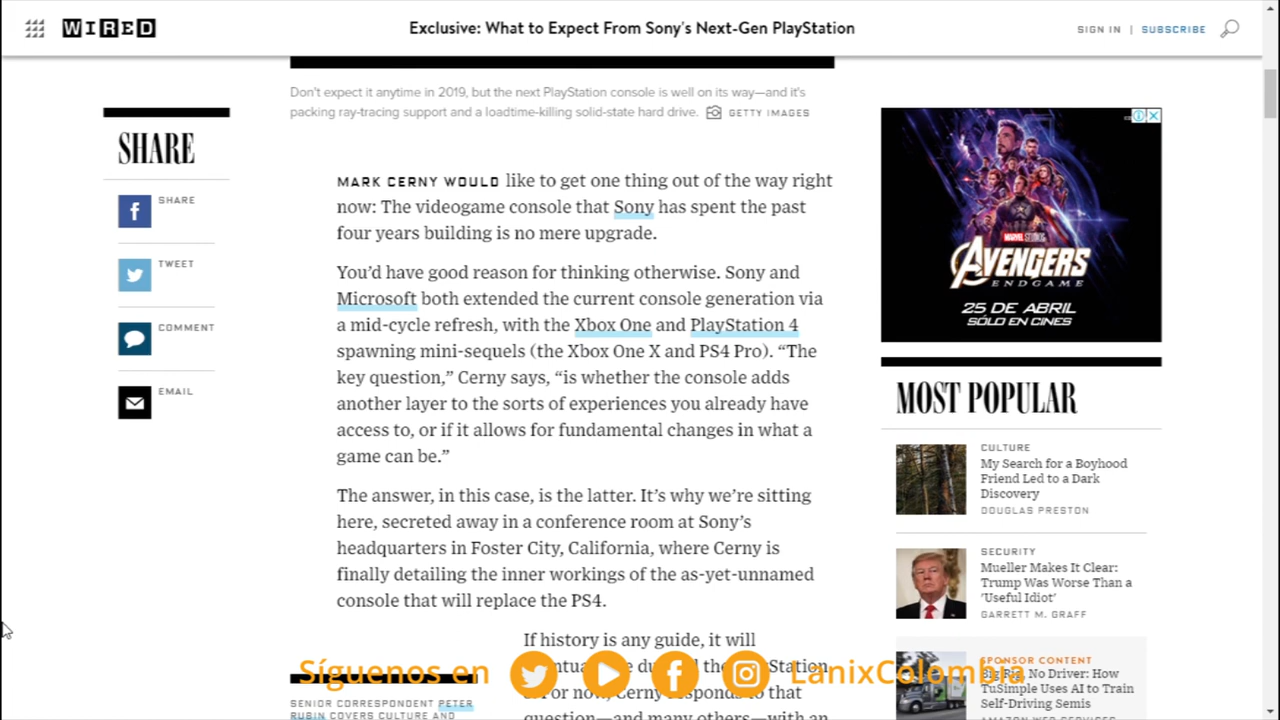 WIRED
Exclusive: What to Expect From Sony's Next-Gen PlayStation
SIGN IN | SUBSCRIBE
Don't expect it anytime in 2019, but the next PlayStation console is well on its way—and it's
packing ray-tracing support and a loadtime-killing solid-state hard drive. GETTY IMAGES
SHARE
SHARE
TWEET
COMMENT
EMAIL
MARK CERNY WOULD like to get one thing out of the way right
now: The videogame console that Sony has spent the past
four years building is no mere upgrade.
You'd have good reason for thinking otherwise. Sony and
Microsoft both extended the current console generation via
a mid-cycle refresh, with the Xbox One and PlayStation 4
spawning mini-sequels (the Xbox One X and PS4 Pro). “The
key question,” Cerny says, “is whether the console adds
another layer to the sorts of experiences you already have
access to, or if it allows for fundamental changes in what a
game can be.”
The answer, in this case, is the latter. It's why we're sitting
here, secreted away in a conference room at Sony's
headquarters in Foster City, California, where Cerny is
finally detailing the inner workings of the as-yet-unnamed
console that will replace the PS4.
If history is any guide, it will
the
or now, Cerny responds to that
question—and many others—with an
SENIOR CORRESPONDENT PETER
RUBIN COVERS CULTURE AND
MARVEL STUDIOS
AVENGERS
ENDGAME
25 DE ABRIL
SÓLO EN CINES
MOST POPULAR
CULTURE
My Search for a Boyhood
Friend Led to a Dark
Discovery
DOUGLAS PRESTON
SECURITY
Mueller Makes It Clear:
Trump Was Worse Than a
'Useful Idiot'
GARRETT M. GRAFF
SPONSOR CONTENT
Big Rig, No Driver: How
TuSimple Uses AI to Train
Self-Driving Semis
AMAZON WEB SERVICES
Síguenos en LanixColombia